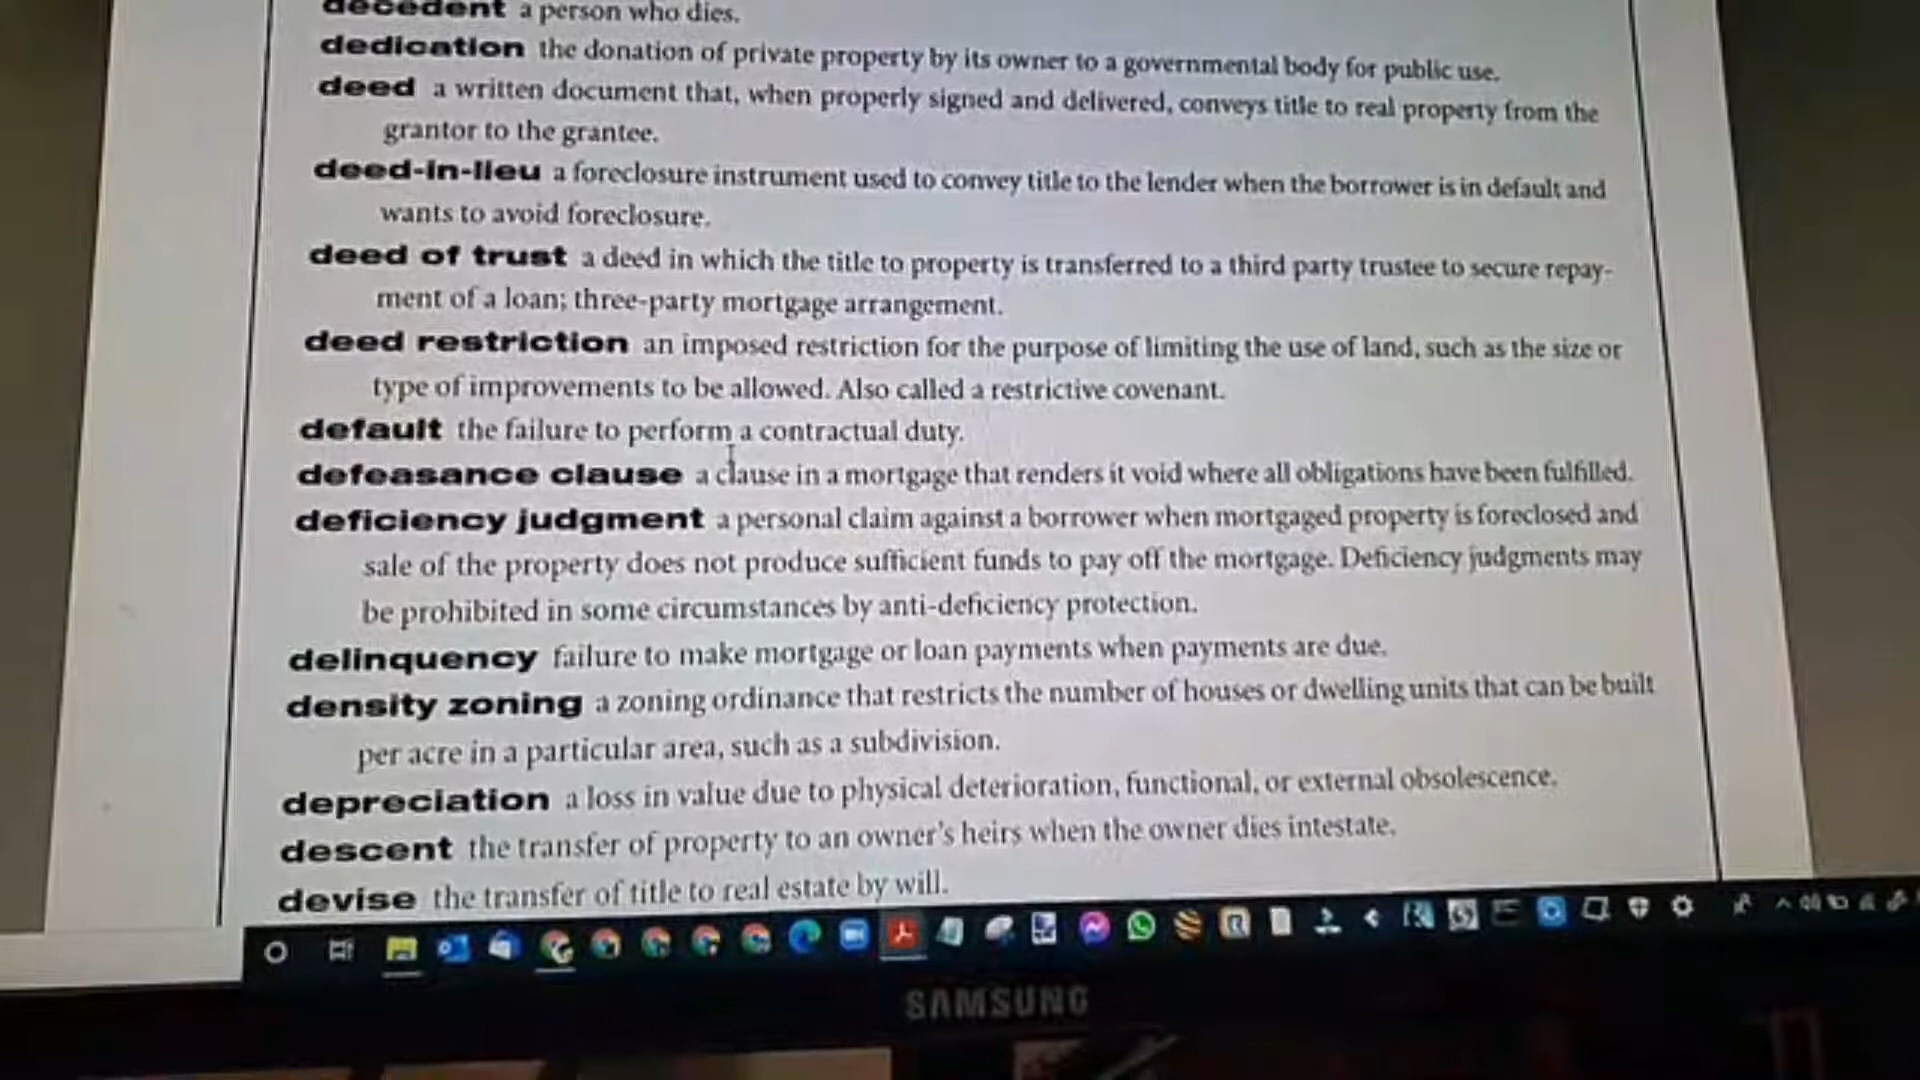 decedent a person who dies.
dedication the donation of private property by its owner to a governmental body for public use.
deed a written document that, when properly signed and delivered, conveys title to real property from the
grantor to the grantee.
deed-in-lieu a foreclosure instrument used to convey title to the lender when the borrower is in default and
wants to avoid foreclosure.
deed of trust a deed in which the title to property is transferred to a third party trustee to secure repay-
ment of a loan; three-party mortgage arrangement.
deed restriction an imposed restriction for the purpose of limiting the use of land, such as the size or
type of improvements to be allowed. Also called a restrictive covenant.
default the failure to perform a contractual duty.
defeasance clause a clause in a mortgage that renders it void where all obligations have been fulfilled.
deficiency judgment a personal claim against a borrower when mortgaged property is foreclosed and
sale of the property does not produce sufficient funds to pay off the mortgage. Deficiency judgments may
be prohibited in some circumstances by anti-deficiency protection.
delinquency failure to make mortgage or loan payments when payments are due.
density zoning a zoning ordinance that restricts the number of houses or dwelling units that can be built
per acre in a particular area, such as a subdivision.
depreciation a loss in value due to physical deterioration, functional, or external obsolescence.
descent the transfer of property to an owner's heirs when the owner dies intestate.
devise the transfer of title to real estate by will.
SAMSUNG